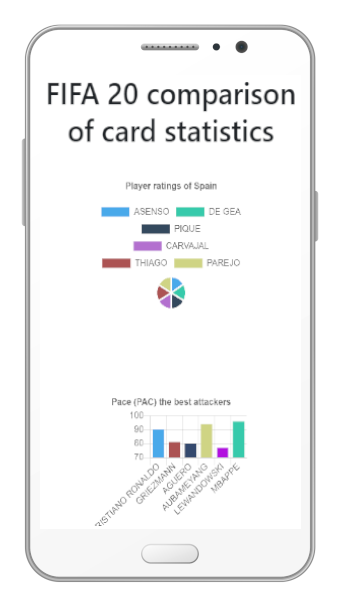 FIFA 20 comparison
of card statistics
Player ratings of Spain
ASENSO DE GEA
PIQUE
CARVAJAL
THIAGO PAREJO
Pace (PAC) the best attackers
100
90
80
70
RISTIANO RONALDO
GRIEZMANN
AGUERO
AUBAMEYANG
LEWANDOWSKI
MBAPPE